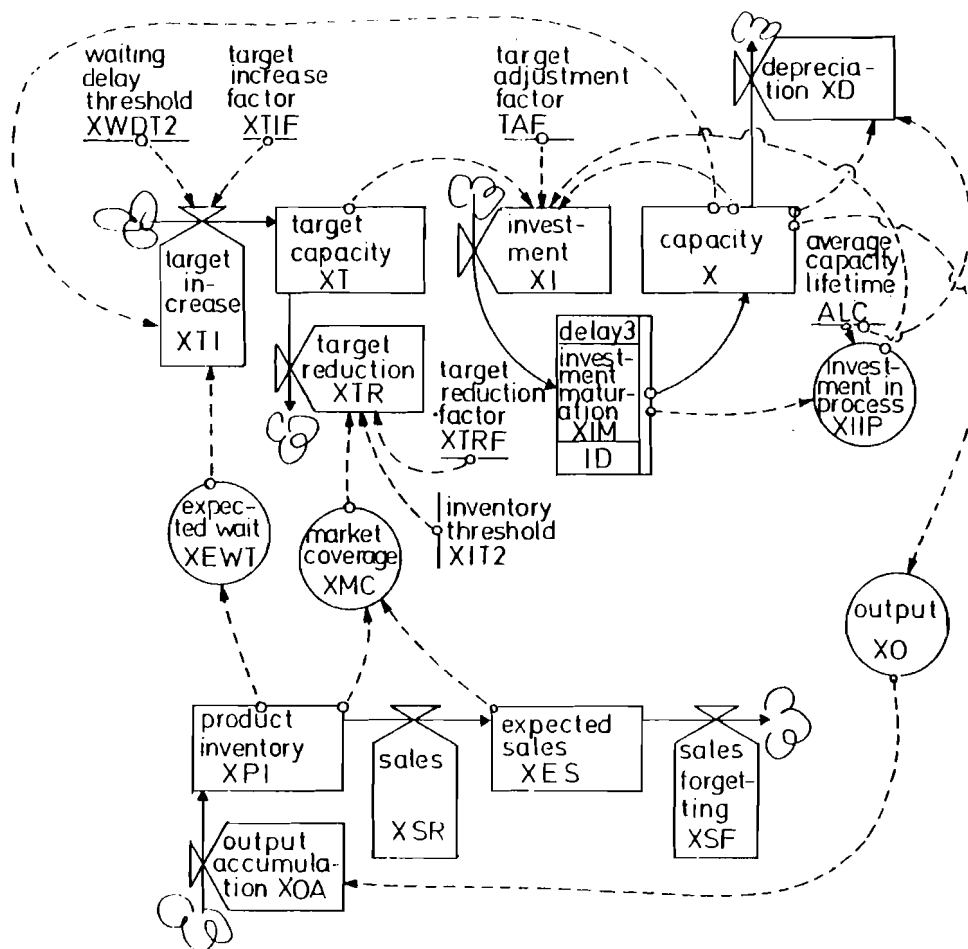 waiting
delay
threshold
XWDT2
target
increase
factor
XTIF
target
adjustment
factor
TAF
deprecia-
tion XD
target
in-
crease
XTI
target
capacity
XT
invest-
ment
XI
capacity
X
average
capacity
lifetime
ALC
target
reduction
XTR
target
reduction
factor
XTRF
delay3
invest-
ment
matur-
ation
XIM
ID
invest-
ment in
process
XIIP
expec-
ted wait
XEWT
market
coverage
XMC
inventory
threshold
XIT2
output
XO
product
inventory
XPI
sales
XSR
expected
sales
XES
sales
forget-
ting
XSF
output
accumula-
tion XOA